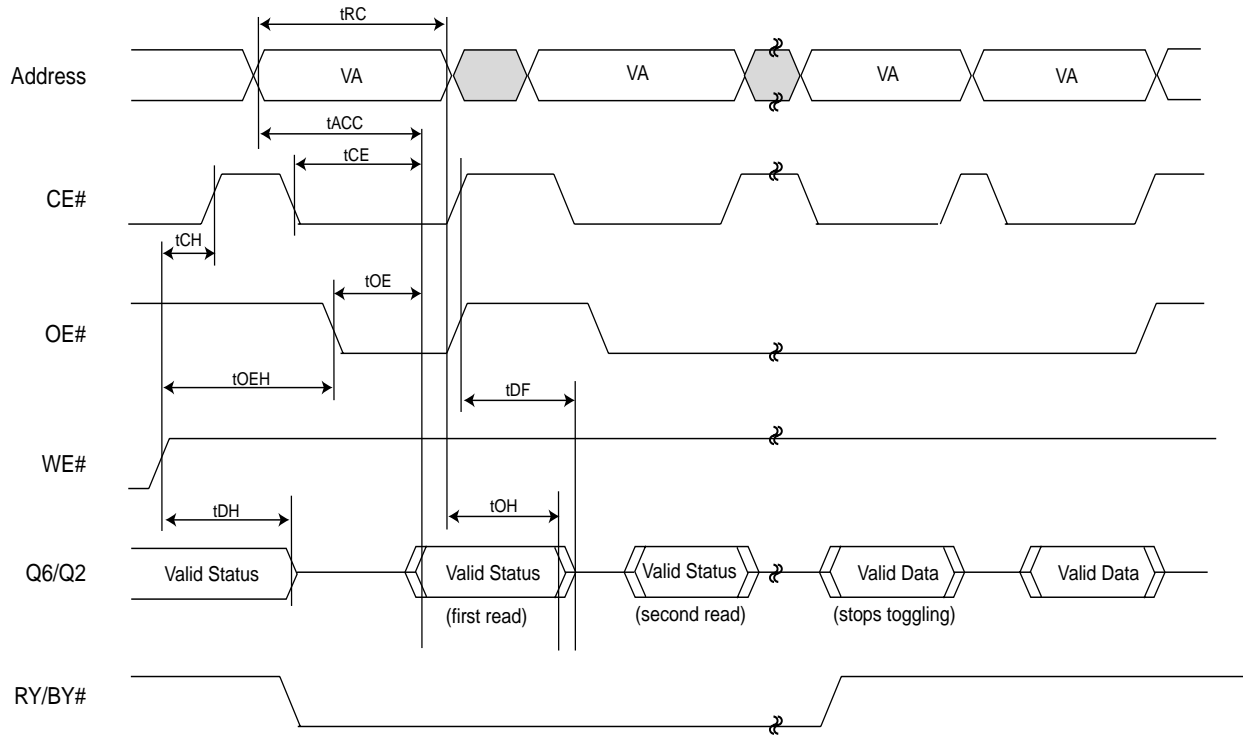 tRC
Address
VA
VA
VA
VA
tACC
tCE
CE#
tCH
tOE
OE#
tOEH
tDF
WE#
tDH
tOH
Q6/Q2
Valid Status
Valid Status
Valid Status
Valid Data
Valid Data
(first read)
(second read)
(stops toggling)
RY/BY#